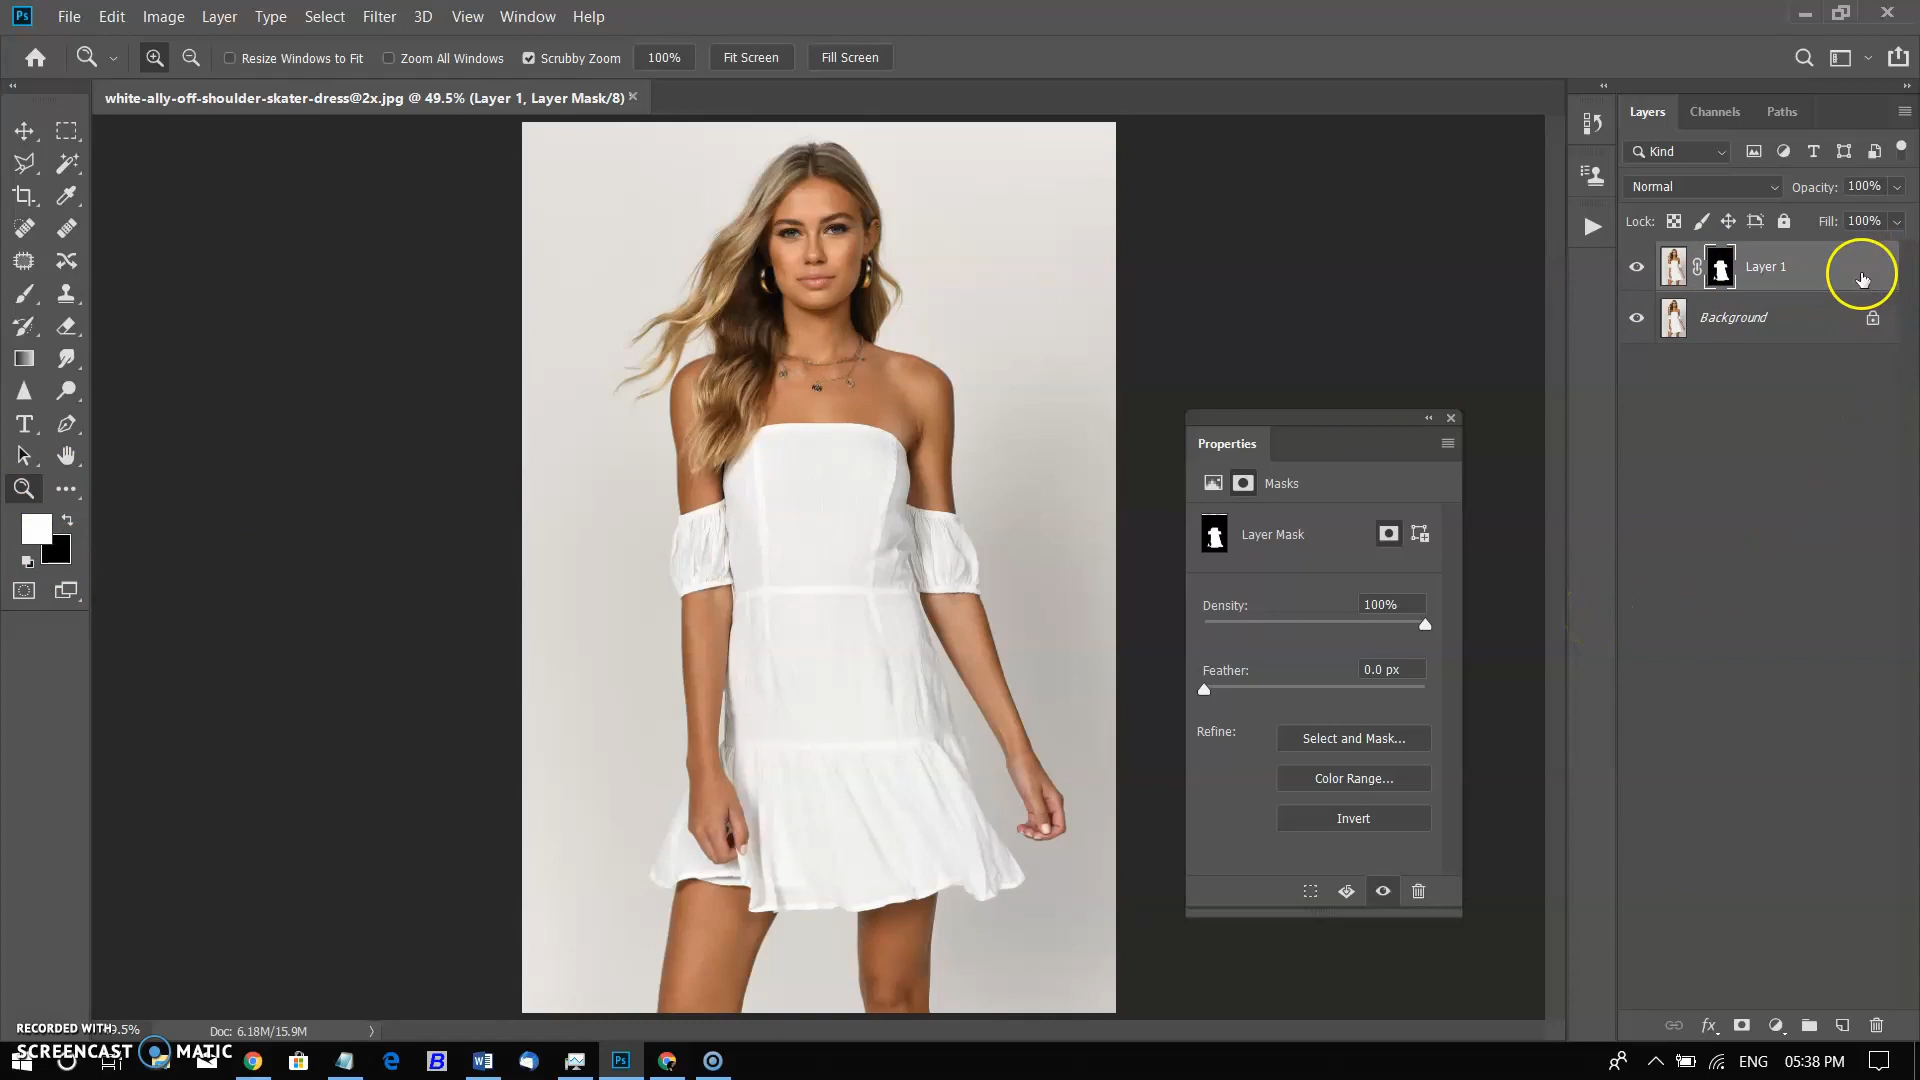 Ps File Edit Image Layer Type Select Filter 3D View Window Help
Resize Windows to Fit Zoom All Windows Scrubby Zoom 100% Fit Screen Fill Screen
white-ally-off-shoulder-skater-dress@2x.jpg @ 49.5% (Layer 1, Layer Mask/8)
Layers Channels Paths
Kind
Normal Opacity: 100%
Lock: Fill: 100%
Layer 1
Background
Properties
Masks
Layer Mask
Density: 100%
Feather: 0.0 px
Refine: Select and Mask...
Color Range...
Invert
fx
9.5% Doc: 6.18M/15.9M
RECORDED WITH
SCREENCAST MATIC
Ps
ENG 05:38 PM